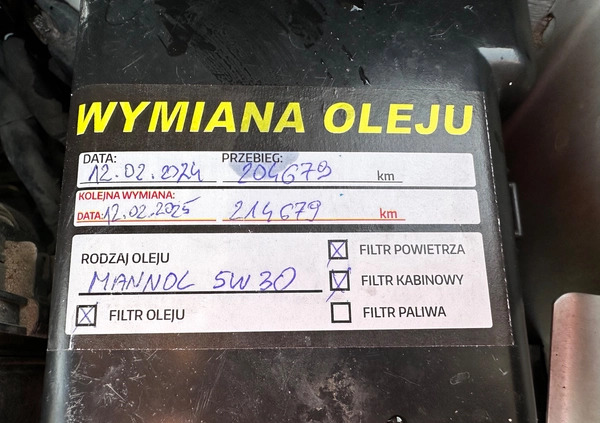 WYMIANA OLEJU
DATA: 12.02.2024 PRZEBIEG: 204679 km
KOLEJNA WYMIANA:
DATA: 12.02.2025 214679 km
RODZAJ OLEJU
MANNOL 5W30
FILTR POWIETRZA
FILTR KABINOWY
FILTR OLEJU FILTR PALIWA